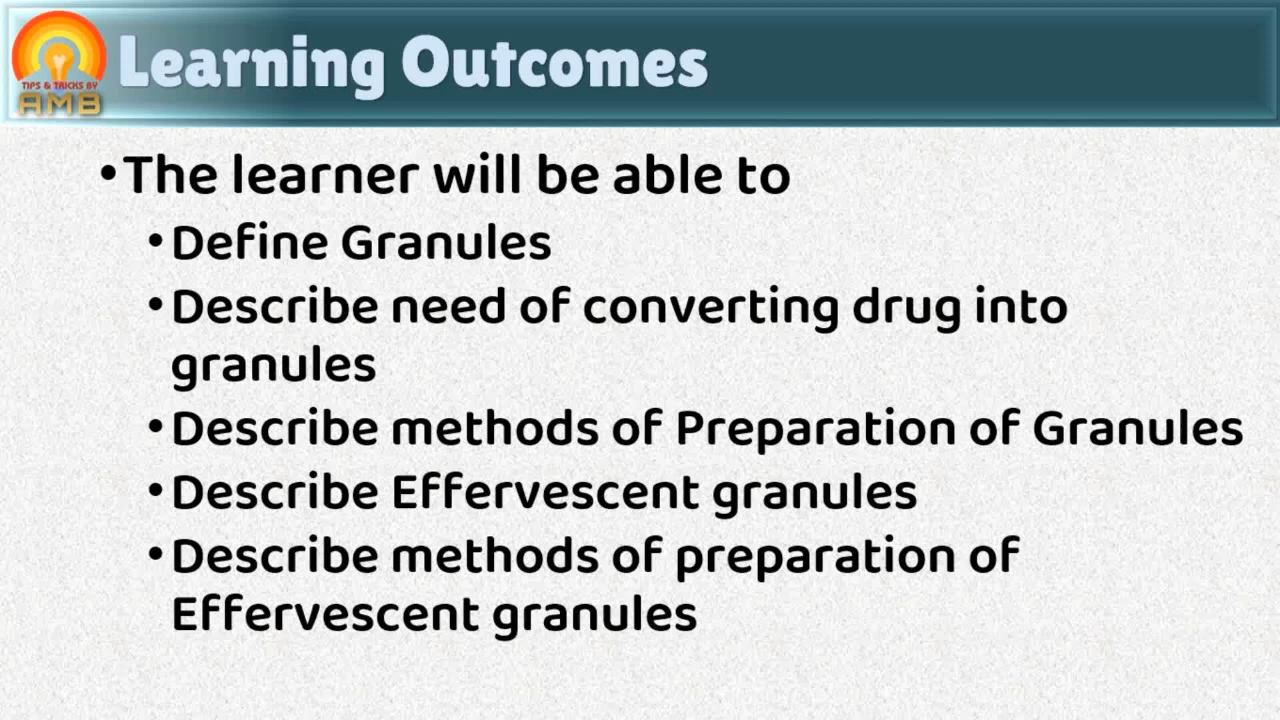 TIPS & TRICKS BY
AMB
Learning Outcomes
•The learner will be able to
•Define Granules
•Describe need of converting drug into
granules
•Describe methods of Preparation of Granules
•Describe Effervescent granules
•Describe methods of preparation of
Effervescent granules